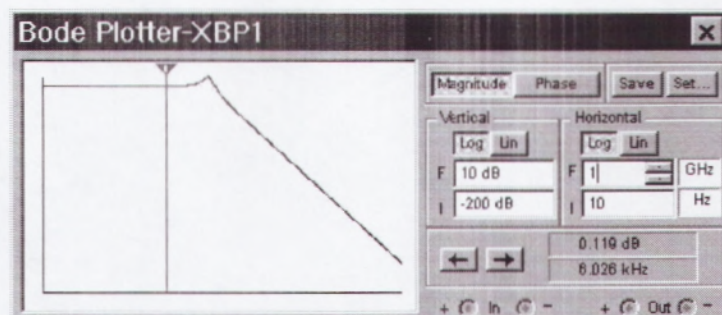 Bode Plotter-XBP1
Magnitude Phase Save Set...
Vertical Horizontal
Log Lin Log Lin
F 10 dB F 1 GHz
I -200 dB I 10 Hz
0.119 dB
6.026 kHz
+ In - + Out -